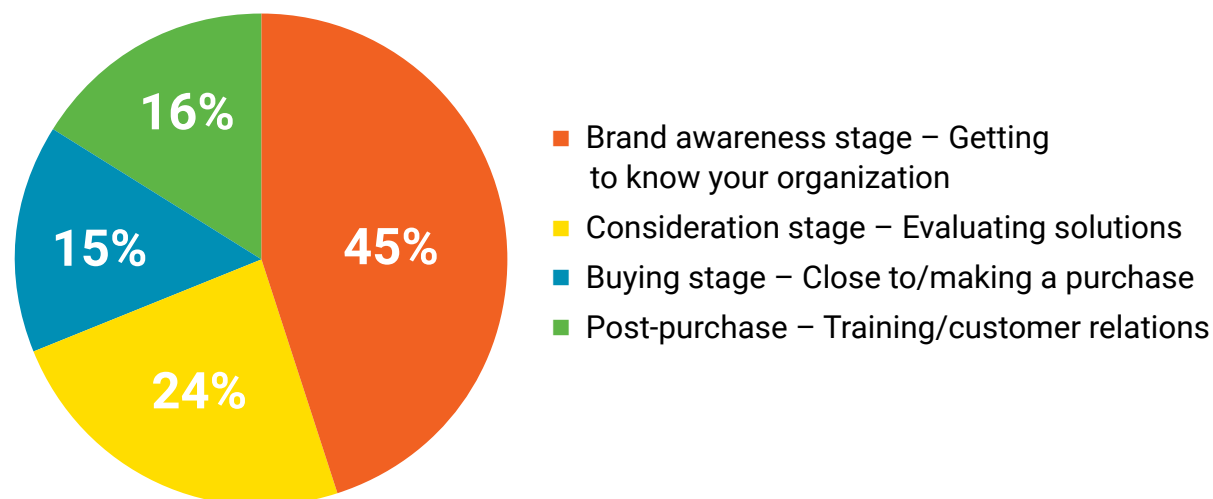 16%
45%
15%
24%
Brand awareness stage – Getting
to know your organization
Consideration stage – Evaluating solutions
Buying stage – Close to/making a purchase
Post-purchase – Training/customer relations